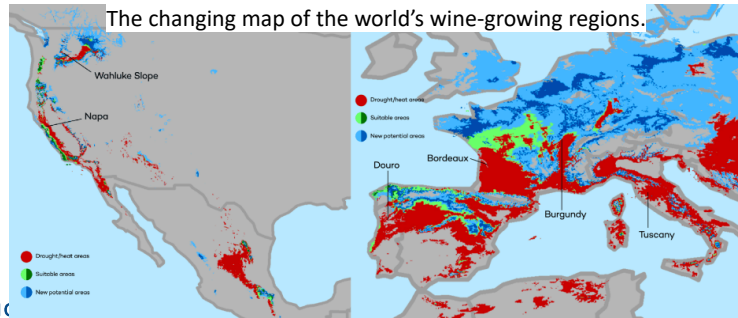 The changing map of the world's wine-growing regions.
Wahluke Slope
Napa
Drought/heat areas
Suitable areas
New potential areas
Drought/heat areas
Suitable areas
New potential areas
Douro
Bordeaux
Burgundy
Tuscany